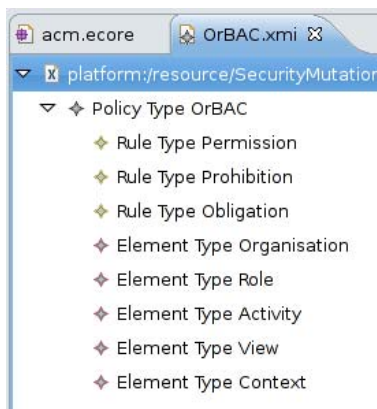 acm.ecore OrBAC.xmi
platform:/resource/SecurityMutation
Policy Type OrBAC
Rule Type Permission
Rule Type Prohibition
Rule Type Obligation
Element Type Organisation
Element Type Role
Element Type Activity
Element Type View
Element Type Context